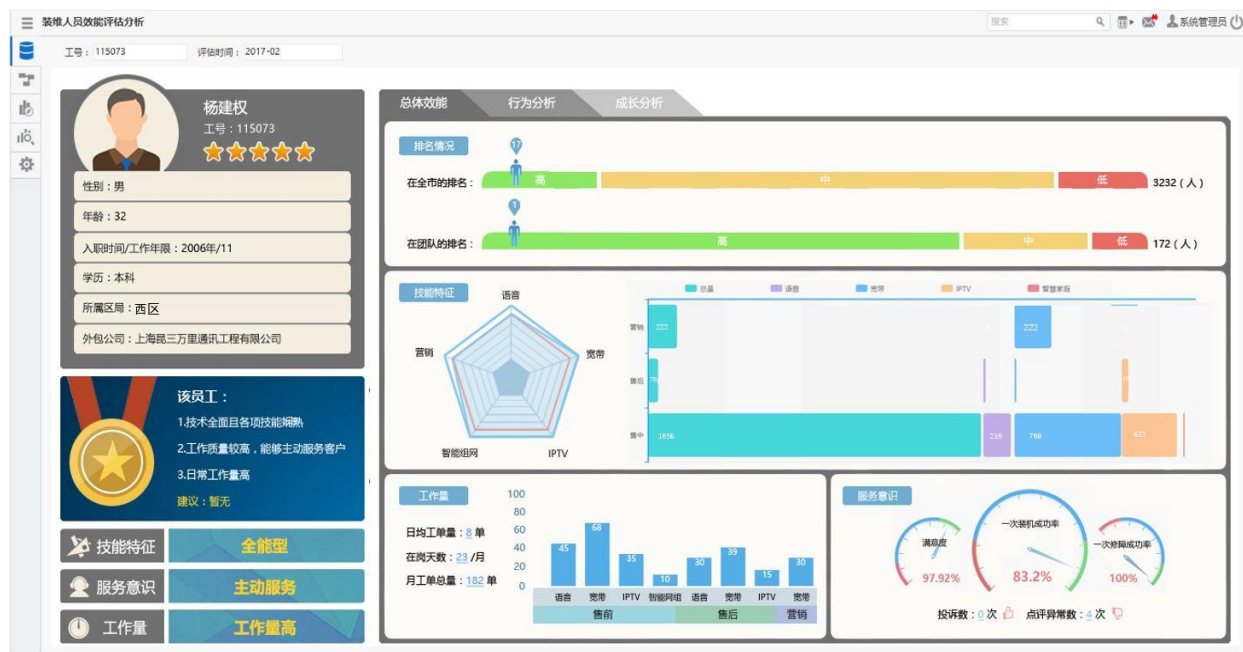 装维人员效能评估分析
搜索
系统管理员
工号：115073
评估时间：2017-02
杨建权
工号：115073
性别：男
年龄：32
入职时间/工作年限：2006年/11
学历：本科
所属区局：西区
外包公司：上海昆三万里通讯工程有限公司
该员工：
1.技术全面且各项技能娴熟
2.工作质量较高，能够主动服务客户
3.日常工作量高
建议：暂无
技能特征 全能型
服务意识 主动服务
工作量 工作量高
总体效能 行为分析 成长分析
排名情况
17
在全市的排名： 高 中 低 3232（人）
1
在团队的排名： 高 中 低 172（人）
技能特征
语音
宽带
IPTV
智能组网
营销
总量 语音 宽带 IPTV 智慧家庭
营销 222 222
售后
售中 1856 216 788 432
工作量
日均工单量：8 单
在岗天数：23 /月
月工单总量：182 单
100
80
60
40
20
0
45 68 35 10 30 39 15 30
语音 宽带 IPTV 智能网组 语音 宽带 IPTV 宽带
售前 售后 营销
服务意识
满意度 一次装机成功率 一次修障成功率
97.92% 83.2% 100%
投诉数：0 次 点评异常数：4 次